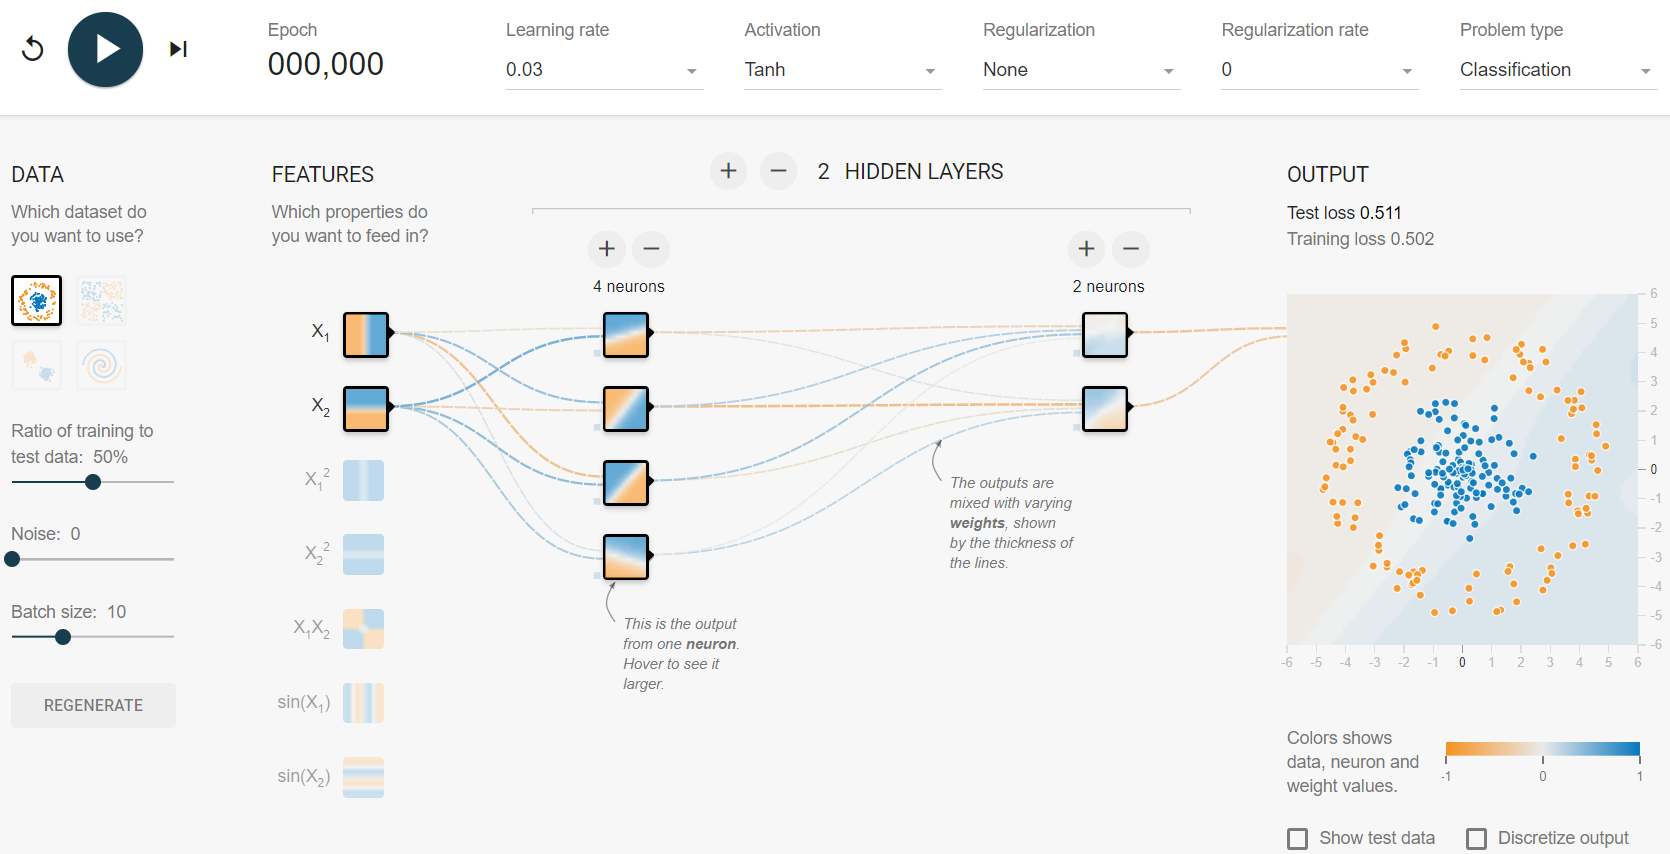 Epoch
000,000
Learning rate
0.03
Activation
Tanh
Regularization
None
Regularization rate
0
Problem type
Classification
DATA
Which dataset do
you want to use?
Ratio of training to
test data: 50%
Noise: 0
Batch size: 10
REGENERATE
FEATURES
Which properties do
you want to feed in?
X1
X2
X1²
X2²
X1X2
sin(X1)
sin(X2)
2 HIDDEN LAYERS
4 neurons
2 neurons
This is the output
from one neuron.
Hover to see it
larger.
The outputs are
mixed with varying
weights, shown
by the thickness of
the lines.
OUTPUT
Test loss 0.511
Training loss 0.502
6
5
4
3
2
1
0
-1
-2
-3
-4
-5
-6
-6 -5 -4 -3 -2 -1 0 1 2 3 4 5 6
Colors shows
data, neuron and
weight values.
-1 0 1
Show test data
Discretize output